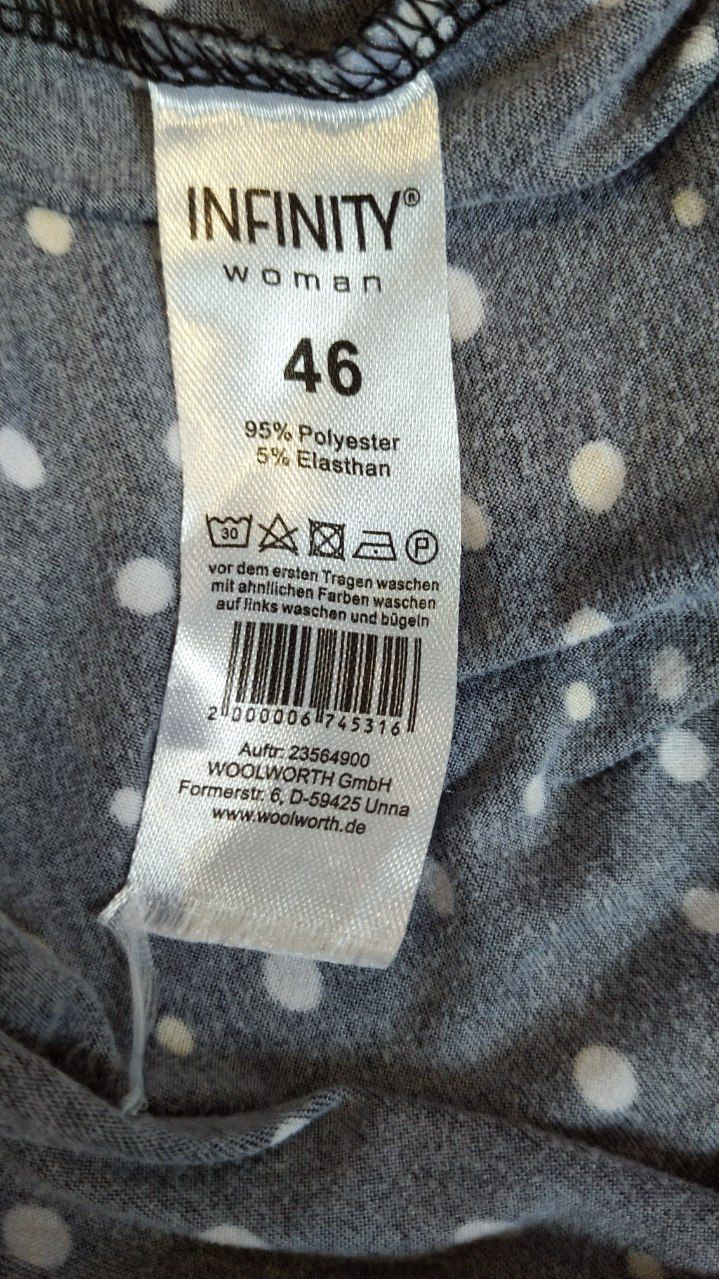 INFINITY®
woman
46
95% Polyester
5% Elasthan
30 P
vor dem ersten Tragen waschen
mit ähnlichen Farben waschen
auf links waschen und bügeln
2 000006 745316
Auftr: 23564900
WOOLWORTH GmbH
Formerstr. 6, D-59425 Unna
www.woolworth.de